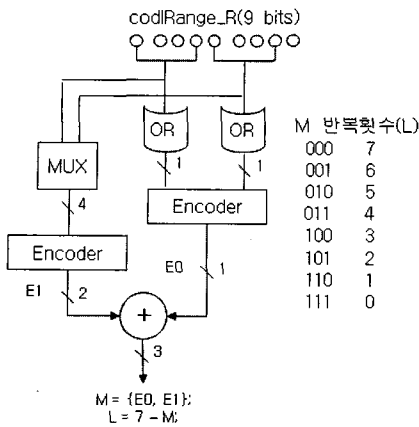 codIRange_R(9 bits)
OR
OR
1
1
MUX
4
Encoder
Encoder
E1
2
E0
1
+
3
M = {E0, E1};
L = 7 - M;
M 반복횟수(L)
000 7
001 6
010 5
011 4
100 3
101 2
110 1
111 0